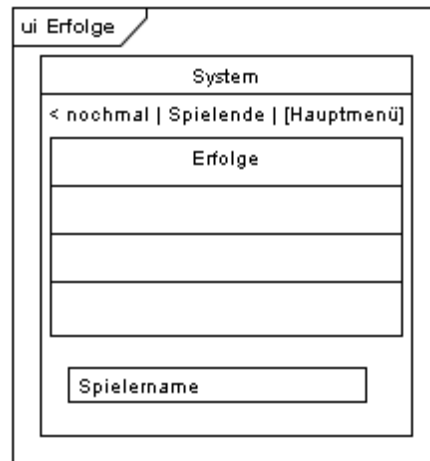 ui Erfolge
System
< nochmal | Spielende | [Hauptmenü]
Erfolge
Spielername